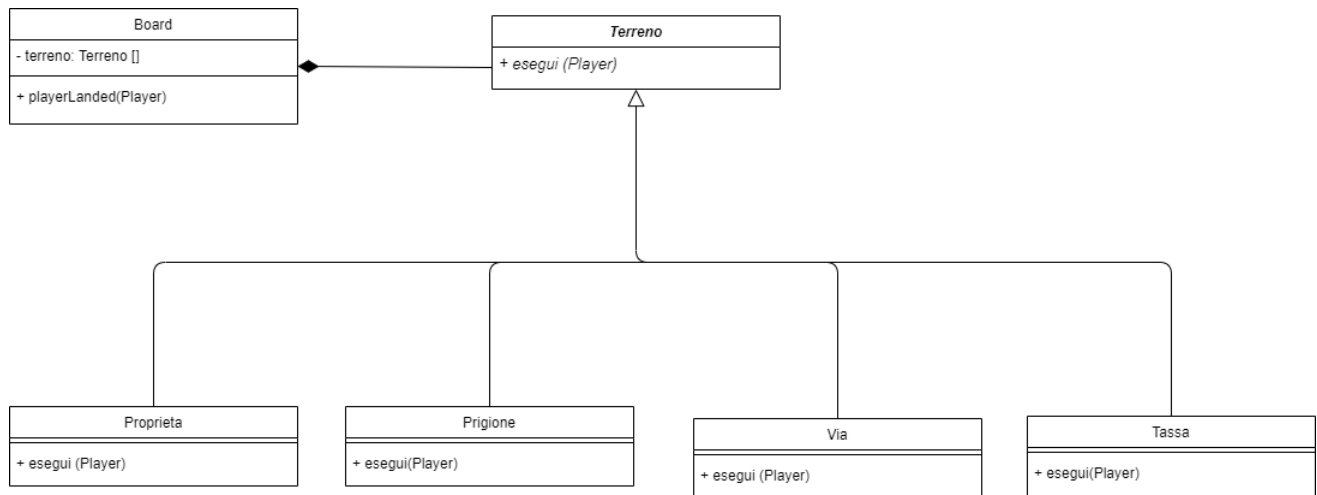 Board
- terreno: Terreno []
+ playerLanded(Player)
Terreno
+ esegui (Player)
Proprieta
+ esegui (Player)
Prigione
+ esegui(Player)
Via
+ esegui (Player)
Tassa
+ esegui(Player)